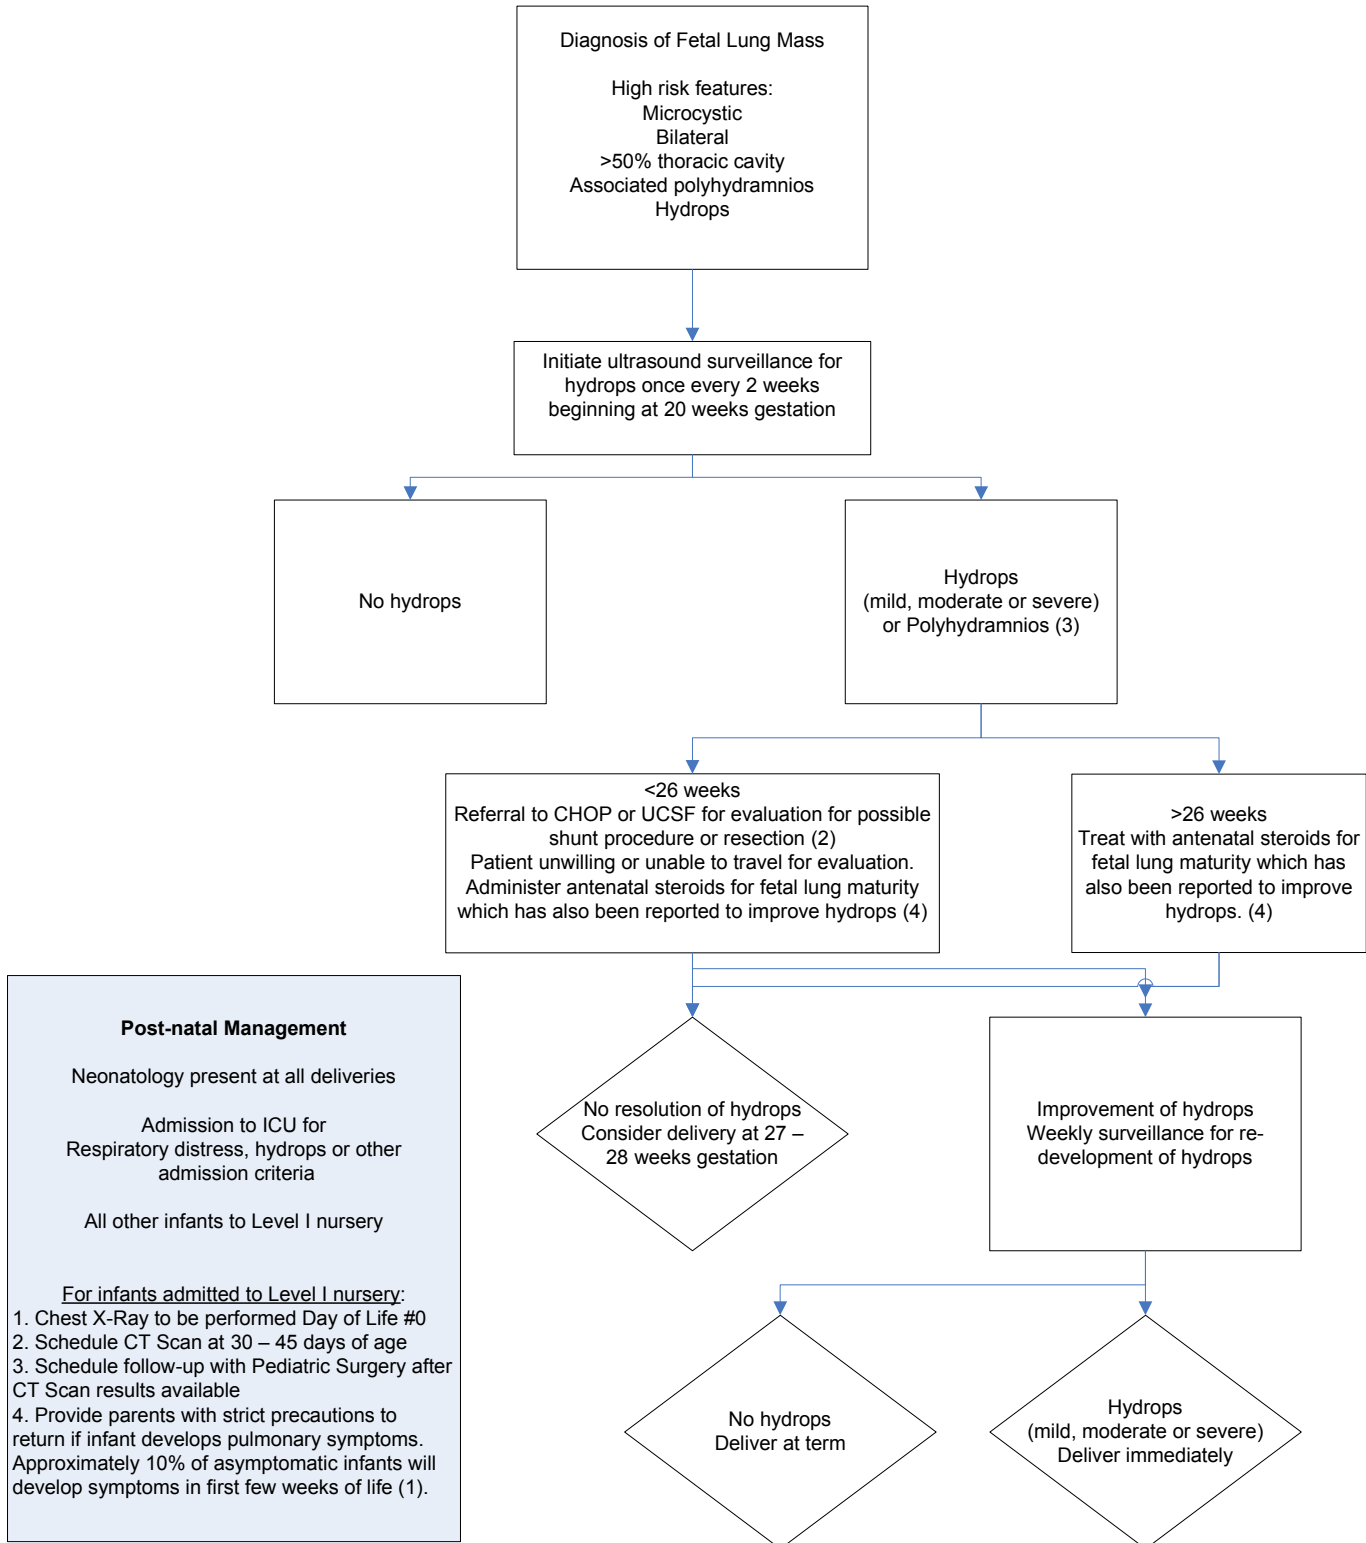 Diagnosis of Fetal Lung Mass
High risk features:
Microcystic
Bilateral
>50% thoracic cavity
Associated polyhydramnios
Hydrops
Initiate ultrasound surveillance for
hydrops once every 2 weeks
beginning at 20 weeks gestation
No hydrops
Hydrops
(mild, moderate or severe)
or Polyhydramnios (3)
<26 weeks
Referral to CHOP or UCSF for evaluation for possible
shunt procedure or resection (2)
Patient unwilling or unable to travel for evaluation.
Administer antenatal steroids for fetal lung maturity
which has also been reported to improve hydrops (4)
>26 weeks
Treat with antenatal steroids for
fetal lung maturity which has
also been reported to improve
hydrops. (4)
Post-natal Management
Neonatology present at all deliveries
Admission to ICU for
Respiratory distress, hydrops or other
admission criteria
All other infants to Level I nursery
For infants admitted to Level I nursery:
1. Chest X-Ray to be performed Day of Life #0
2. Schedule CT Scan at 30 – 45 days of age
3. Schedule follow-up with Pediatric Surgery after
CT Scan results available
4. Provide parents with strict precautions to
return if infant develops pulmonary symptoms.
Approximately 10% of asymptomatic infants will
develop symptoms in first few weeks of life (1).
No resolution of hydrops
Consider delivery at 27 –
28 weeks gestation
Improvement of hydrops
Weekly surveillance for re-
development of hydrops
No hydrops
Deliver at term
Hydrops
(mild, moderate or severe)
Deliver immediately